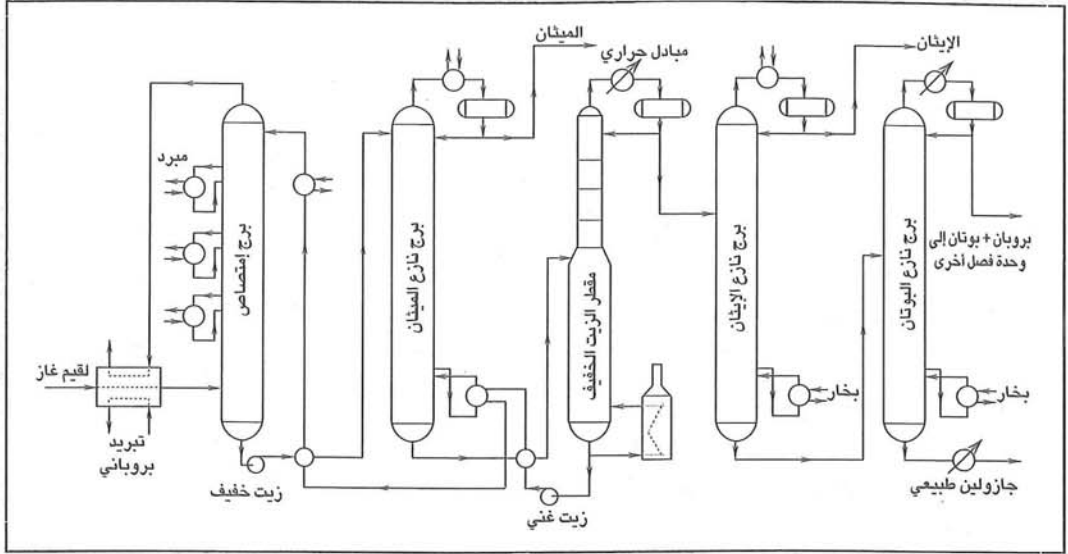 الميثان
مبادل حراري
الإيثان
مبرد
برج إمتصاص
برج نازع الميثان
مقطر الزيت الخفيف
برج نازع الإيثان
برج نازع البوتان
بروبان + بوتان إلى
وحدة فصل أخرى
لقيم غاز
تبريد
بروباني
زيت خفيف
زيت غني
بخار
بخار
جازولين طبيعي